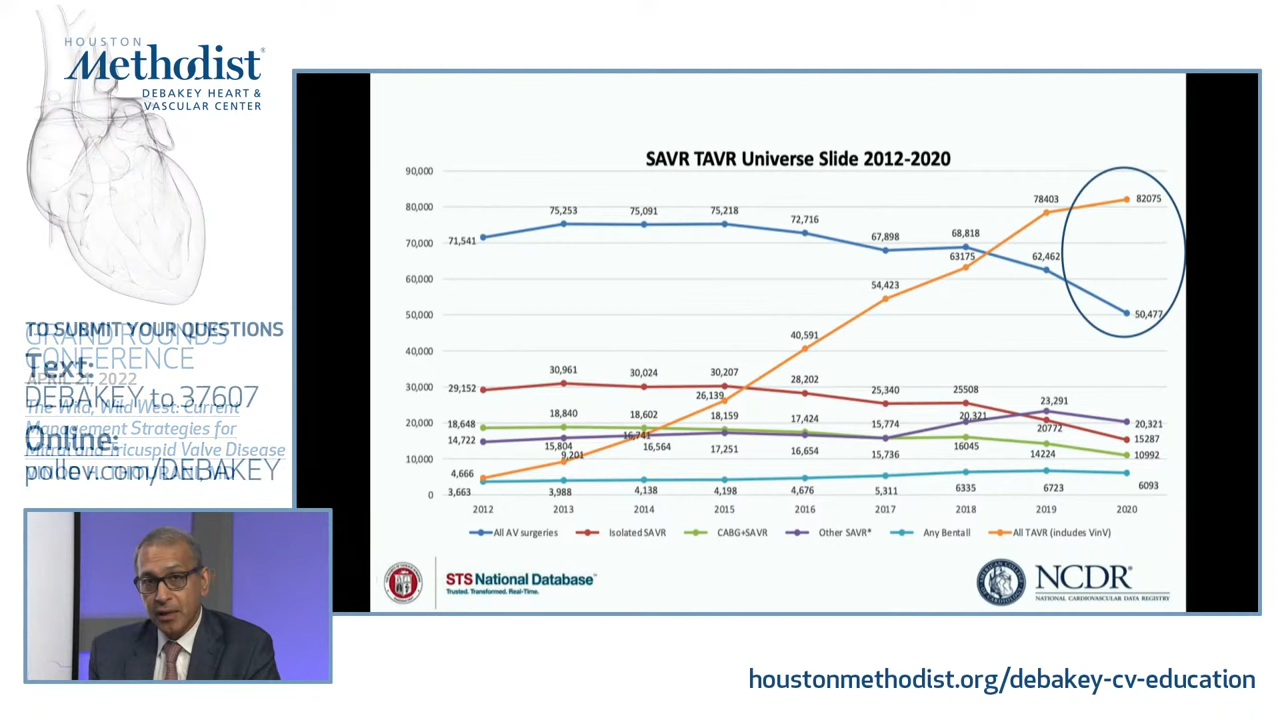 HOUSTON
Methodist®
DEBAKEY HEART &
VASCULAR CENTER
TO SUBMIT YOUR QUESTIONS
GRAND ROUNDS
CONFERENCE
Text:
APRIL 21, 2022
DEBAKEY to 37607
The Wild, Wild West: Current
Management Strategies for
Online:
Mitral and Tricuspid Valve Disease
pollev.com/DEBAKEY
SAVR TAVR Universe Slide 2012-2020
90,000
80,000
70,000
60,000
50,000
40,000
30,000
20,000
10,000
0
71,541
75,253
75,091
75,218
72,716
67,898
68,818
62,462
50,477
29,152
30,961
30,024
30,207
28,202
25,340
25508
20772
15287
18,648
18,840
18,602
18,159
17,424
15,774
16045
14224
10992
14,722
15,804
16,564
17,251
16,654
15,736
20,321
23,291
20,321
3,663
3,988
4,138
4,198
4,676
5,311
6335
6723
6093
4,666
9,201
16,741
26,139
40,591
54,423
63175
78403
82075
2012 2013 2014 2015 2016 2017 2018 2019 2020
All AV surgeries Isolated SAVR CABG+SAVR Other SAVR* Any Bentall All TAVR (includes VinV)
STS National Database™
Trusted. Transformed. Real-Time.
NCDR®
NATIONAL CARDIOVASCULAR DATA REGISTRY
houstonmethodist.org/debakey-cv-education